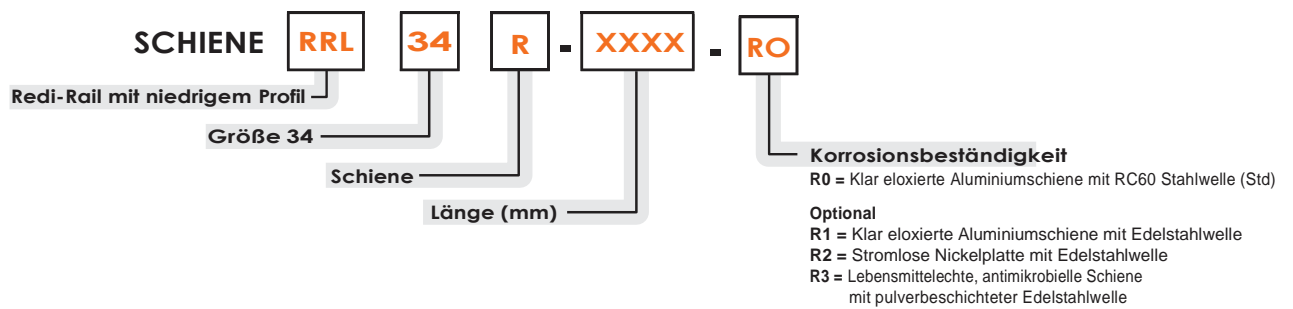 SCHIENE RRL 34 R - XXXX - RO
Redi-Rail mit niedrigem Profil
Größe 34
Schiene
Länge (mm)
Korrosionsbeständigkeit
R0 = Klar eloxierte Aluminiumschiene mit RC60 Stahlwelle (Std)
Optional
R1 = Klar eloxierte Aluminiumschiene mit Edelstahlwelle
R2 = Stromlose Nickelplatte mit Edelstahlwelle
R3 = Lebensmittelechte, antimikrobielle Schiene
mit pulverbeschichteter Edelstahlwelle